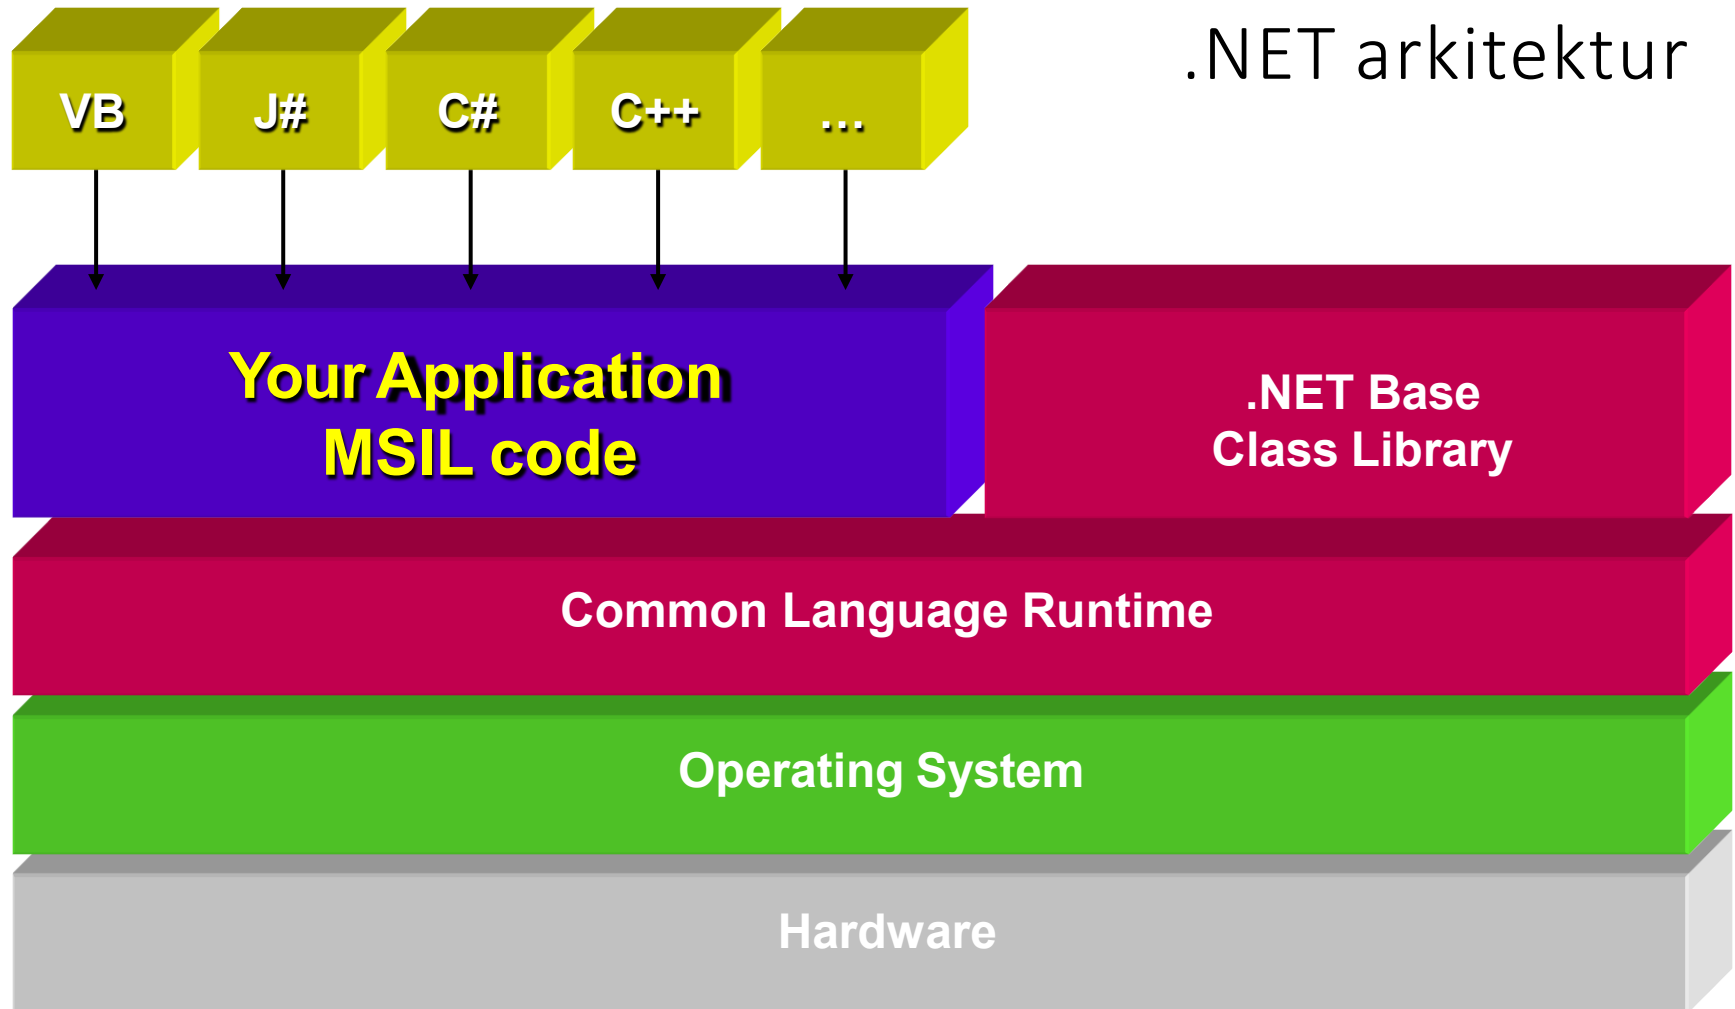 .NET arkitektur
VB
J#
C#
C++
...
Your Application
MSIL code
.NET Base
Class Library
Common Language Runtime
Operating System
Hardware